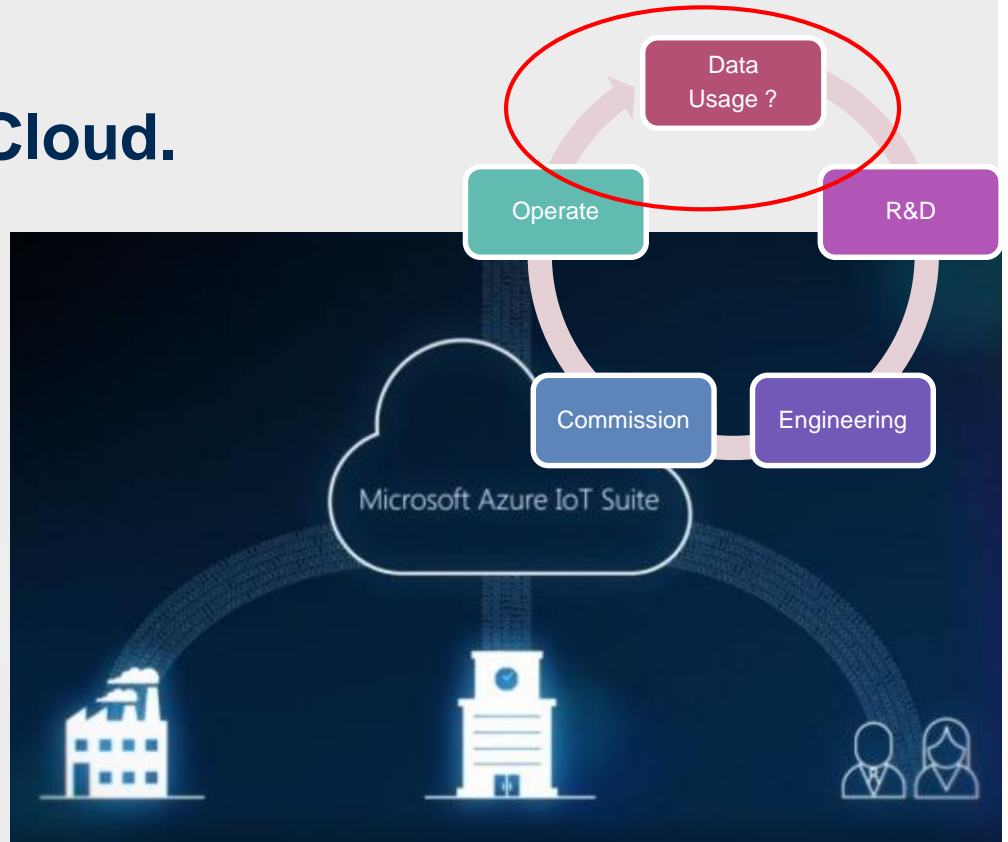 Cloud.
Data
Usage ?
Operate
R&D
Commission
Engineering
Microsoft Azure IoT Suite